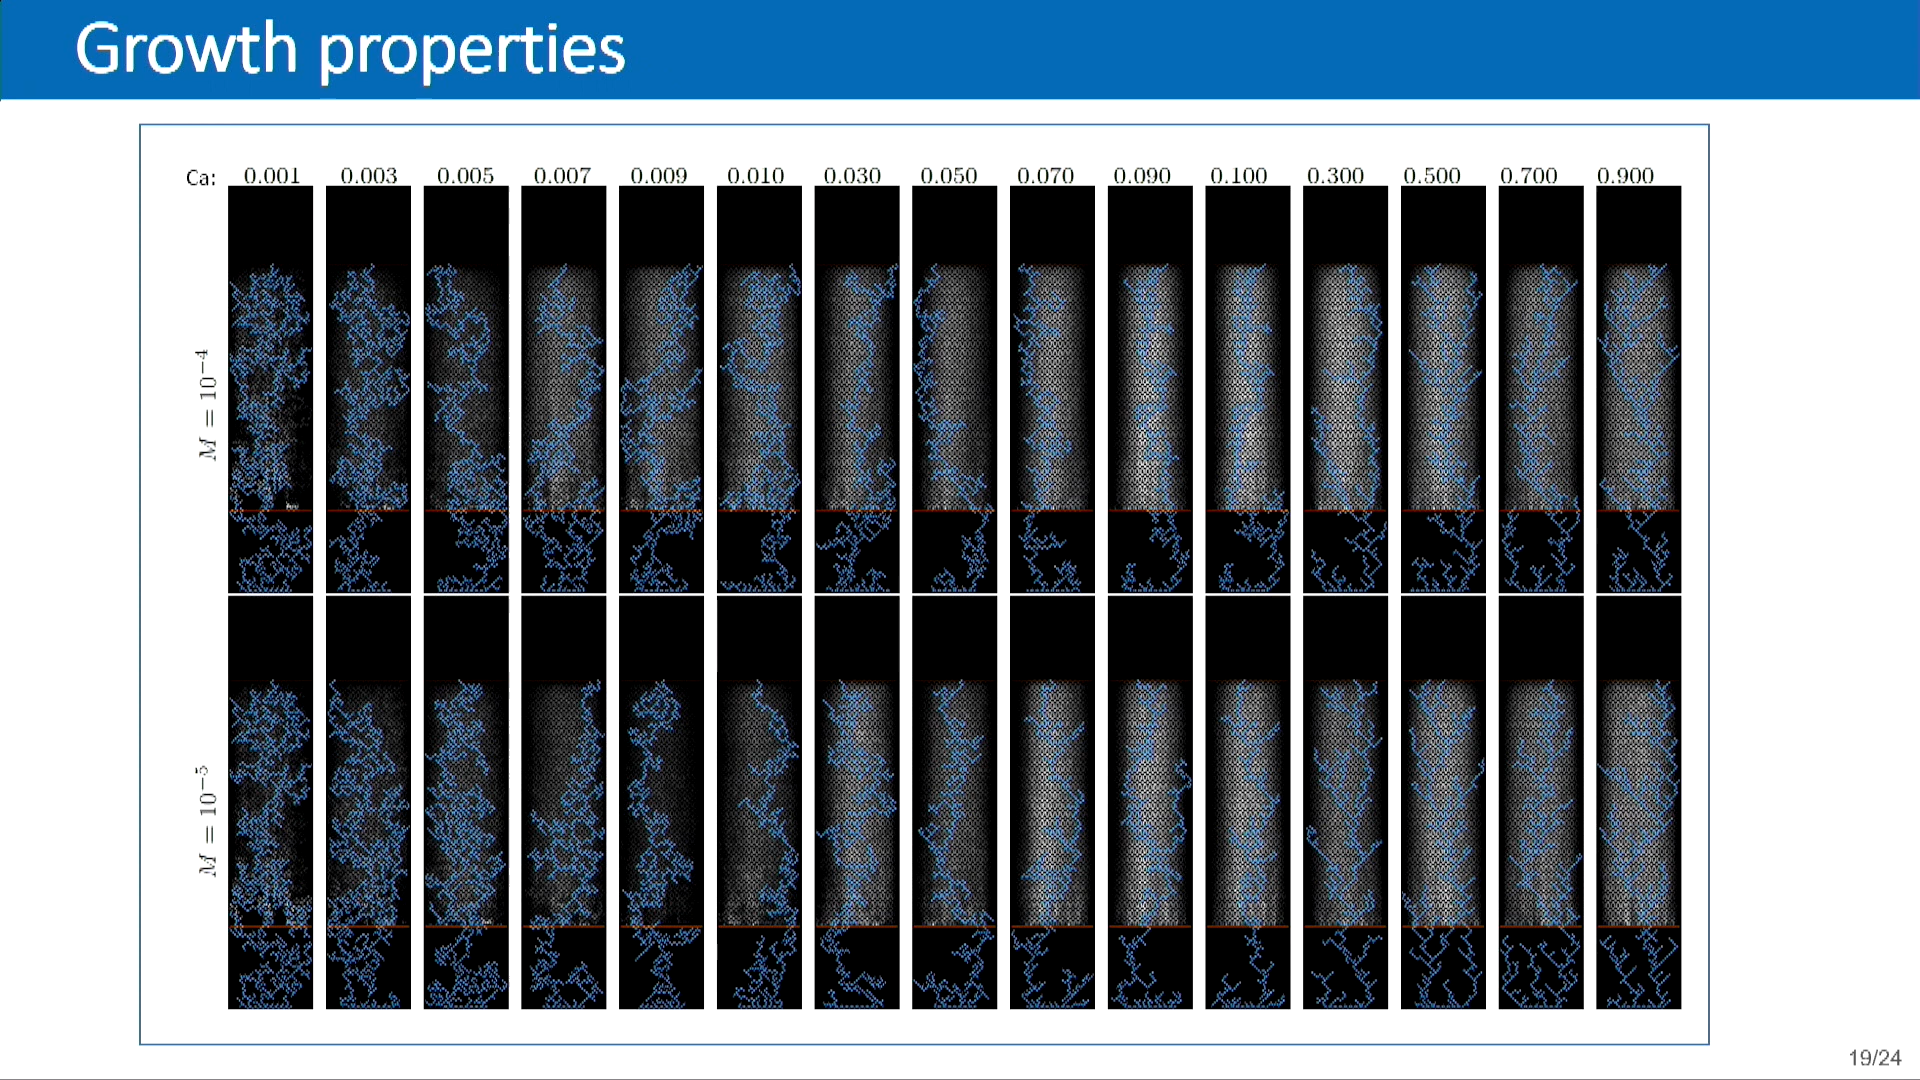 Growth properties
Ca: 0.001 0.003 0.005 0.007 0.009 0.010 0.030 0.050 0.070 0.090 0.100 0.300 0.500 0.700 0.900
M = 10⁻⁴
M = 10⁻⁵
19/24